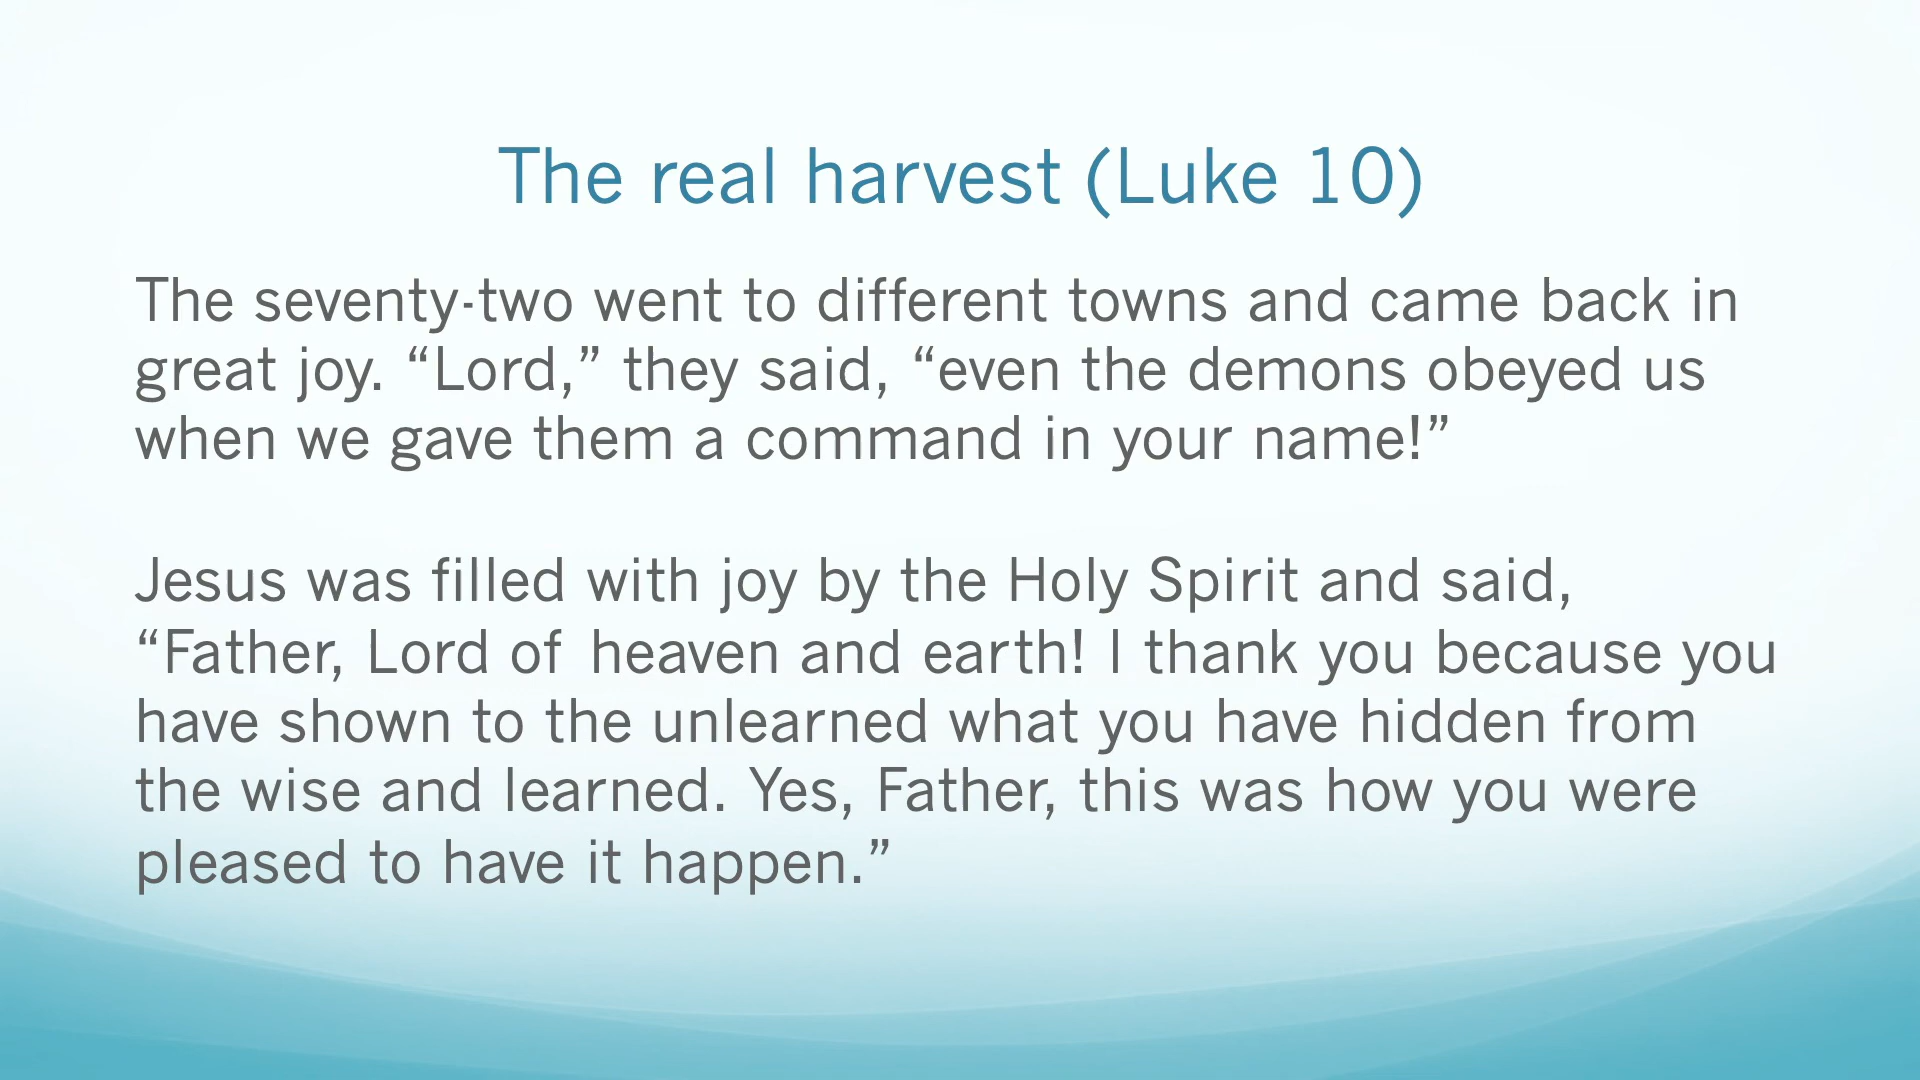 The real harvest (Luke 10)
The seventy-two went to different towns and came back in
great joy. “Lord,” they said, “even the demons obeyed us
when we gave them a command in your name!”
Jesus was filled with joy by the Holy Spirit and said,
“Father, Lord of heaven and earth! I thank you because you
have shown to the unlearned what you have hidden from
the wise and learned. Yes, Father, this was how you were
pleased to have it happen.”